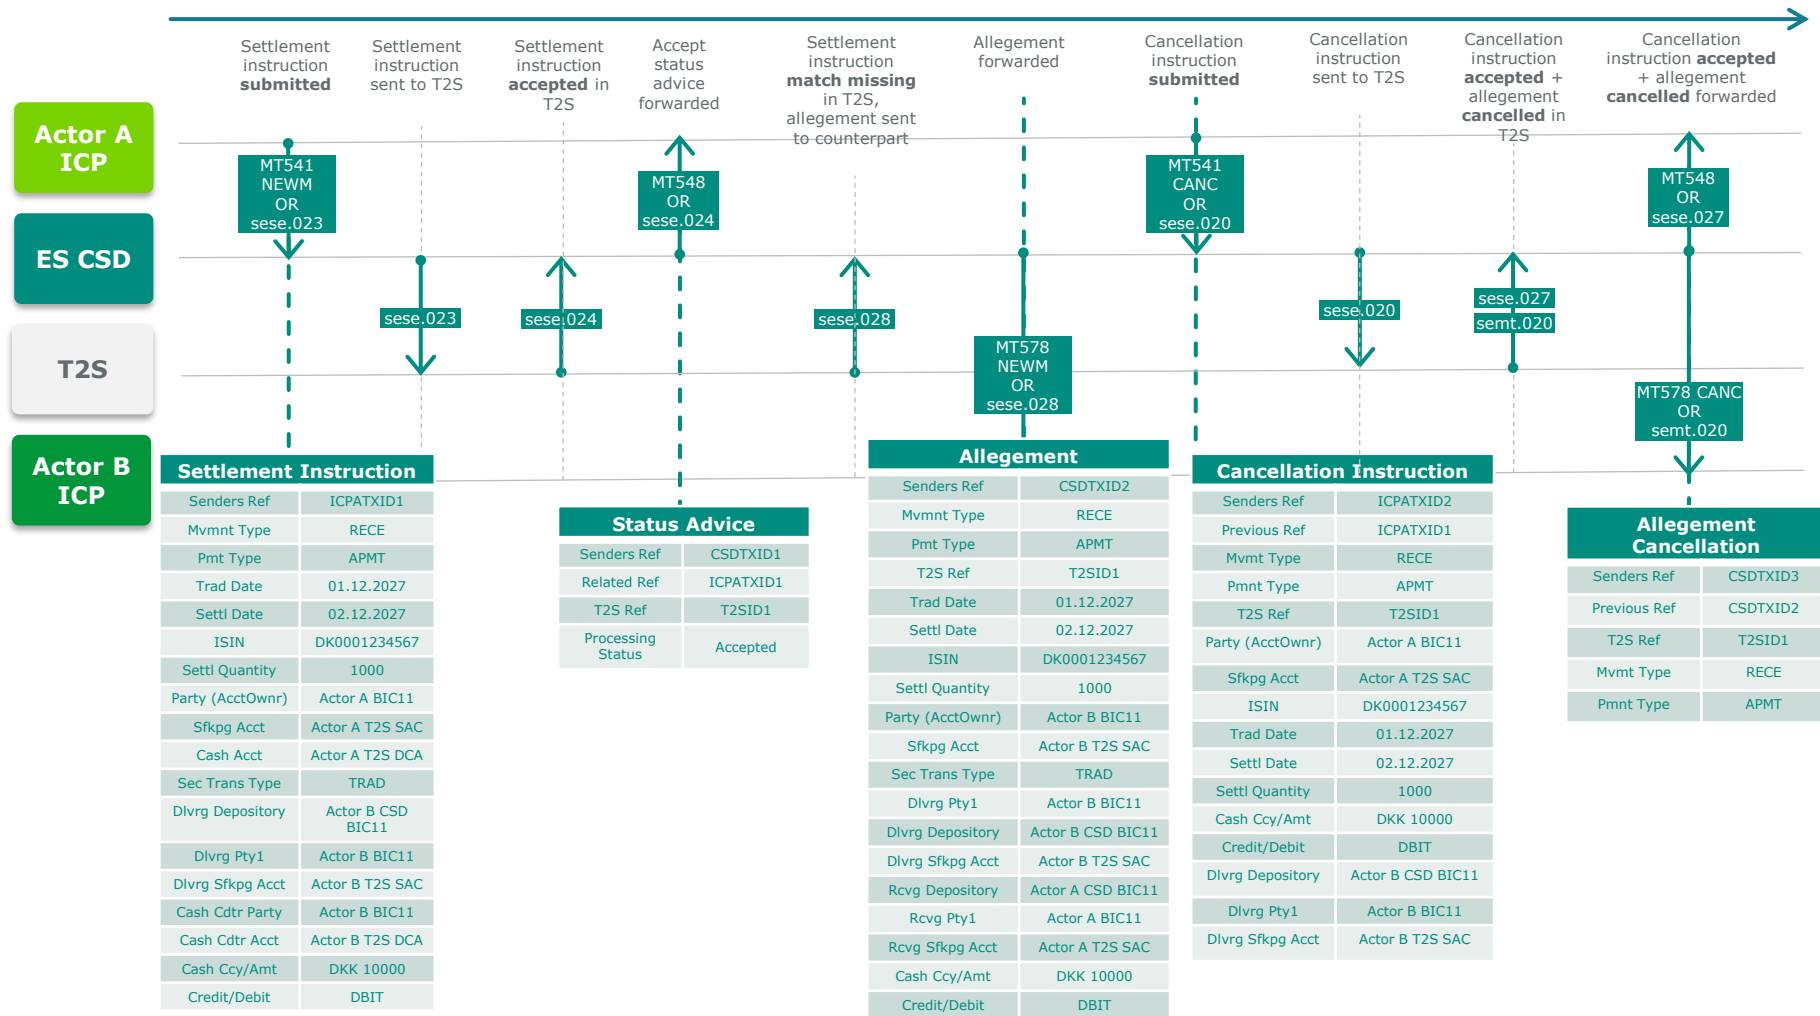 Settlement
instruction
submitted
Settlement
instruction
sent to T2S
Settlement
instruction
accepted in
T2S
Accept
status
advice
forwarded
Settlement
instruction
match missing
in T2S,
allegement sent
to counterpart
Allegement
forwarded
Cancellation
instruction
submitted
Cancellation
instruction
sent to T2S
Cancellation
instruction
accepted +
allegement
cancelled in
T2S
Cancellation
instruction accepted
+ allegement
cancelled forwarded
Actor A
ICP
ES CSD
T2S
Actor B
ICP
MT541
NEWM
OR
sese.023
sese.023
sese.024
MT548
OR
sese.024
sese.028
MT578
NEWM
OR
sese.028
MT541
CANC
OR
sese.020
sese.020
sese.027
semt.020
MT548
OR
sese.027
MT578 CANC
OR
semt.020
Settlement Instruction
Senders Ref ICPATXID1
Mvmnt Type RECE
Pmt Type APMT
Trad Date 01.12.2027
Settl Date 02.12.2027
ISIN DK0001234567
Settl Quantity 1000
Party (AcctOwnr) Actor A BIC11
Sfkpg Acct Actor A T2S SAC
Cash Acct Actor A T2S DCA
Sec Trans Type TRAD
Dlvrg Depository Actor B CSD
BIC11
Dlvrg Pty1 Actor B BIC11
Dlvrg Sfkpg Acct Actor B T2S SAC
Cash Cdtr Party Actor B BIC11
Cash Cdtr Acct Actor B T2S DCA
Cash Ccy/Amt DKK 10000
Credit/Debit DBIT
Status Advice
Senders Ref CSDTXID1
Related Ref ICPATXID1
T2S Ref T2SID1
Processing
Status Accepted
Allegement
Senders Ref CSDTXID2
Mvmnt Type RECE
Pmt Type APMT
T2S Ref T2SID1
Trad Date 01.12.2027
Settl Date 02.12.2027
ISIN DK0001234567
Settl Quantity 1000
Party (AcctOwnr) Actor B BIC11
Sfkpg Acct Actor B T2S SAC
Sec Trans Type TRAD
Dlvrg Pty1 Actor B BIC11
Dlvrg Depository Actor B CSD BIC11
Dlvrg Sfkpg Acct Actor B T2S SAC
Rcvg Depository Actor A CSD BIC11
Rcvg Pty1 Actor A BIC11
Rcvg Sfkpg Acct Actor A T2S SAC
Cash Ccy/Amt DKK 10000
Credit/Debit DBIT
Cancellation Instruction
Senders Ref ICPATXID2
Previous Ref ICPATXID1
Mvmt Type RECE
Pmnt Type APMT
T2S Ref T2SID1
Party (AcctOwnr) Actor A BIC11
Sfkpg Acct Actor A T2S SAC
ISIN DK0001234567
Trad Date 01.12.2027
Settl Date 02.12.2027
Settl Quantity 1000
Cash Ccy/Amt DKK 10000
Credit/Debit DBIT
Dlvrg Depository Actor B CSD BIC11
Dlvrg Pty1 Actor B BIC11
Dlvrg Sfkpg Acct Actor B T2S SAC
Allegement
Cancellation
Senders Ref CSDTXID3
Previous Ref CSDTXID2
T2S Ref T2SID1
Mvmt Type RECE
Pmnt Type APMT